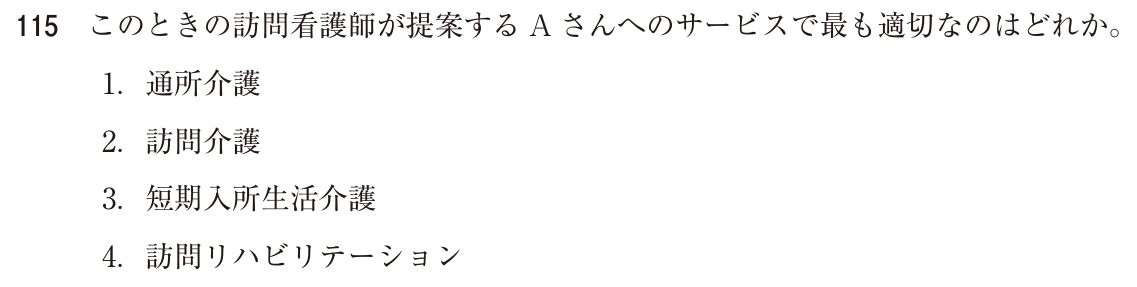 115 このときの訪問看護師が提案する A さんへのサービスで最も適切なのはどれか。
1. 通所介護
2. 訪問介護
3. 短期入所生活介護
4. 訪問リハビリテーション